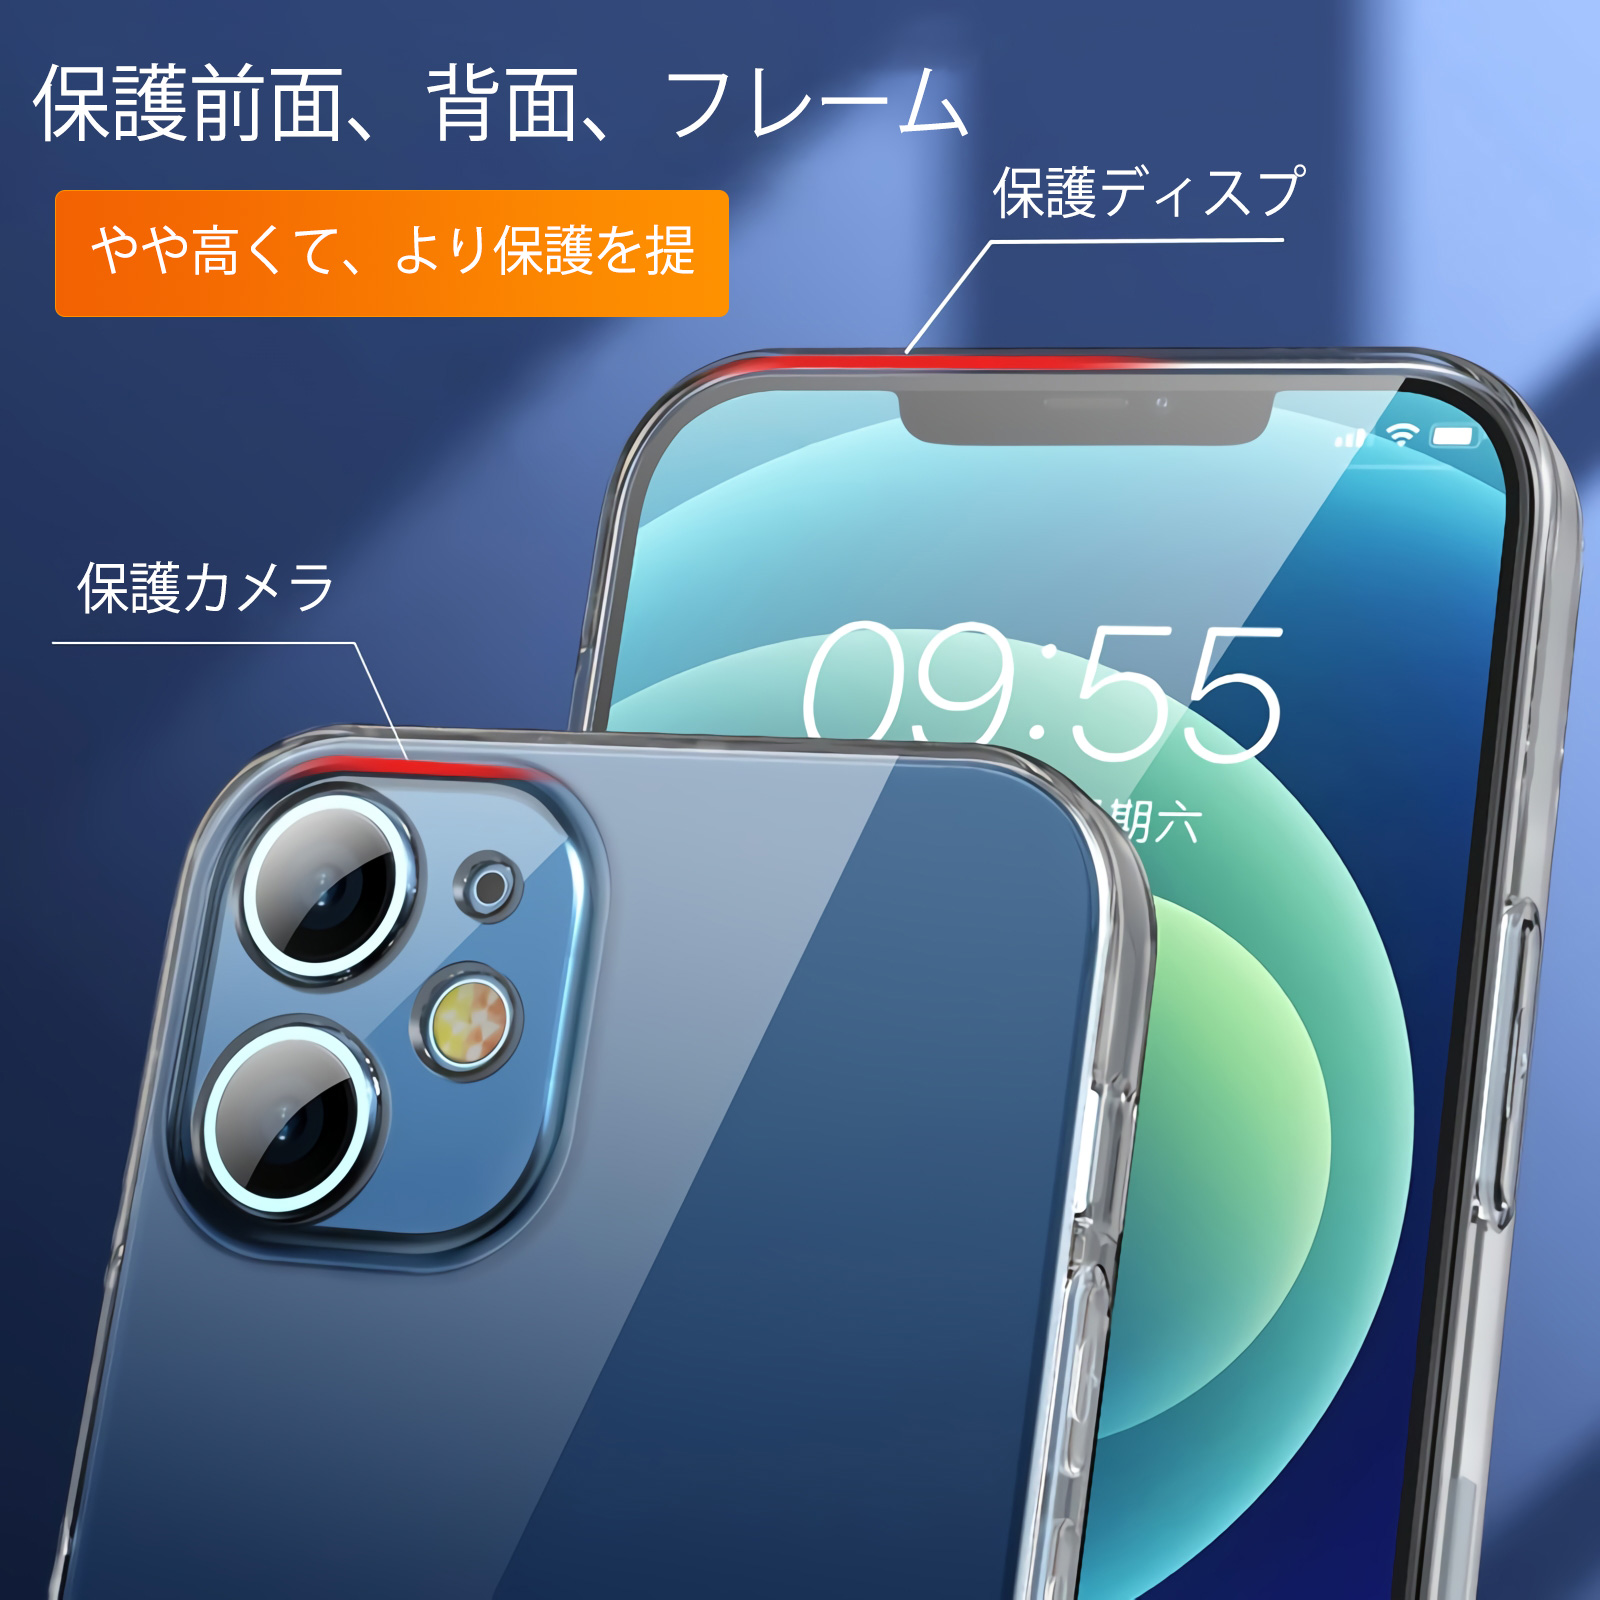 保護前面、背面、フレーム
やや高くて、より保護を提
保護ディスプ
保護カメラ
09:55
期六